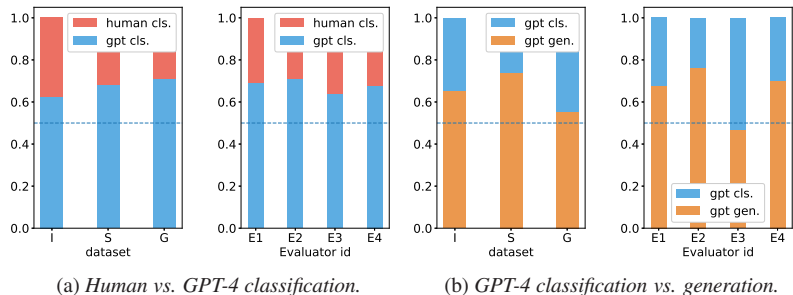 1.0
0.8
0.6
0.4
0.2
0.0
human cls.
gpt cls.
I
S
G
dataset
1.0
0.8
0.6
0.4
0.2
0.0
human cls.
gpt cls.
E1
E2
E3
E4
Evaluator id
(a) Human vs. GPT-4 classification.
1.0
0.8
0.6
0.4
0.2
0.0
gpt cls.
gpt gen.
I
S
G
dataset
1.0
0.8
0.6
0.4
0.2
0.0
gpt cls.
gpt gen.
E1
E2
E3
E4
Evaluator id
(b) GPT-4 classification vs. generation.